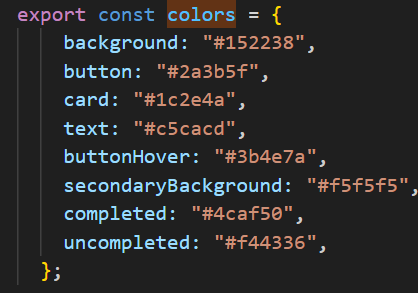 export const colors = {
background: "#152238",
button: "#2a3b5f",
card: "#1c2e4a",
text: "#c5cacd",
buttonHover: "#3b4e7a",
secondaryBackground: "#f5f5f5",
completed: "#4caf50",
uncompleted: "#f44336",
};